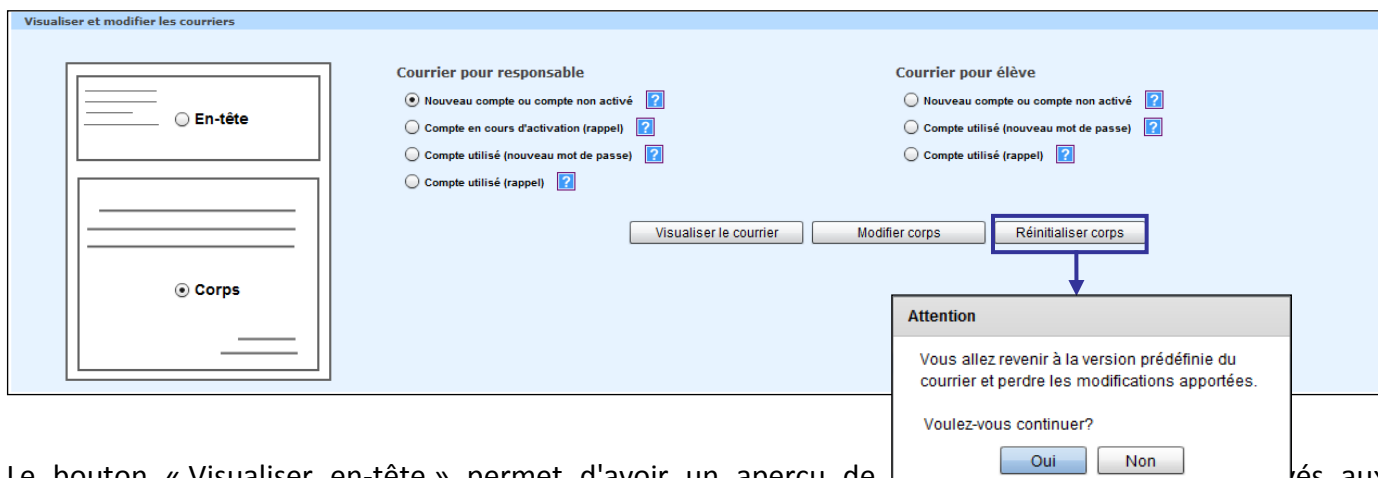 Visualiser et modifier les courriers
En-tête
Corps
Courrier pour responsable
Nouveau compte ou compte non activé ?
Compte en cours d'activation (rappel) ?
Compte utilisé (nouveau mot de passe) ?
Compte utilisé (rappel) ?
Courrier pour élève
Nouveau compte ou compte non activé ?
Compte utilisé (nouveau mot de passe) ?
Compte utilisé (rappel) ?
Visualiser le courrier Modifier corps Réinitialiser corps
Attention
Vous allez revenir à la version prédéfinie du
courrier et perdre les modifications apportées.
Voulez-vous continuer?
Oui Non
Le bouton « Visualiser en-tête » permet d'avoir un aperçu de vés aux